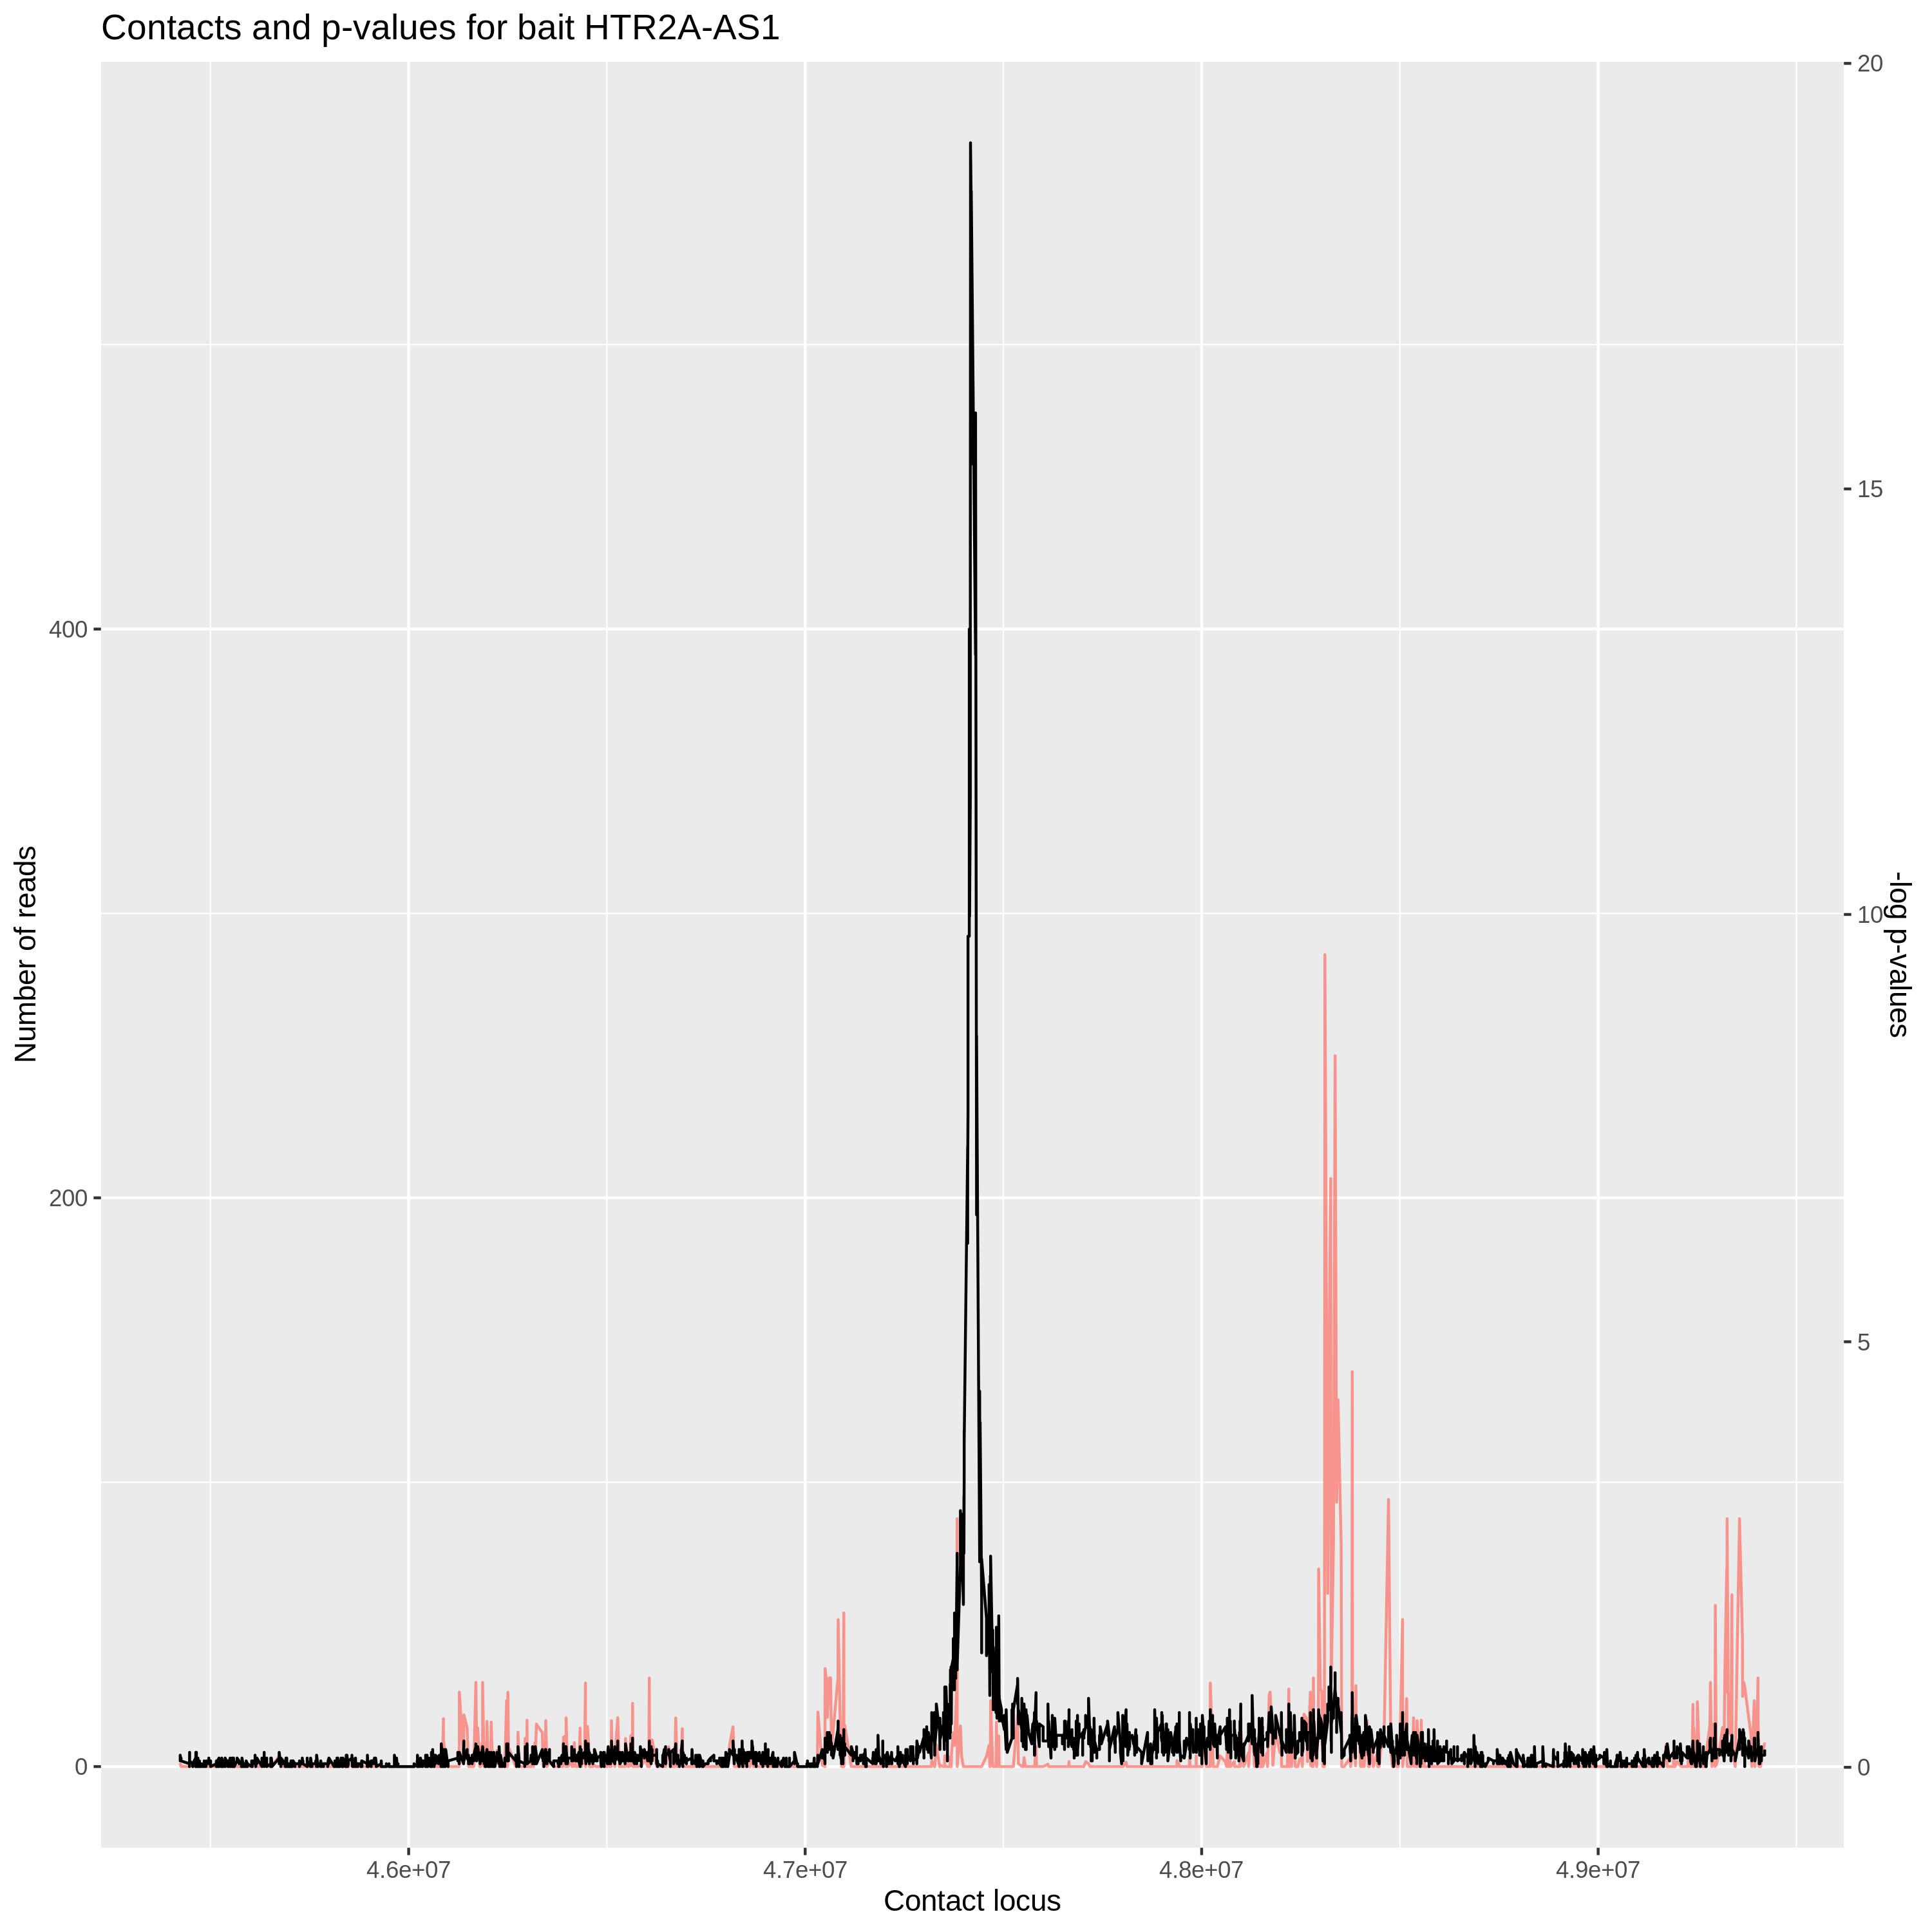 Contacts and p-values for bait HTR2A-AS1
Number of reads
400
200
0
20
15
10
5
0
-log p-values
4.6e+07 4.7e+07 4.8e+07 4.9e+07
Contact locus